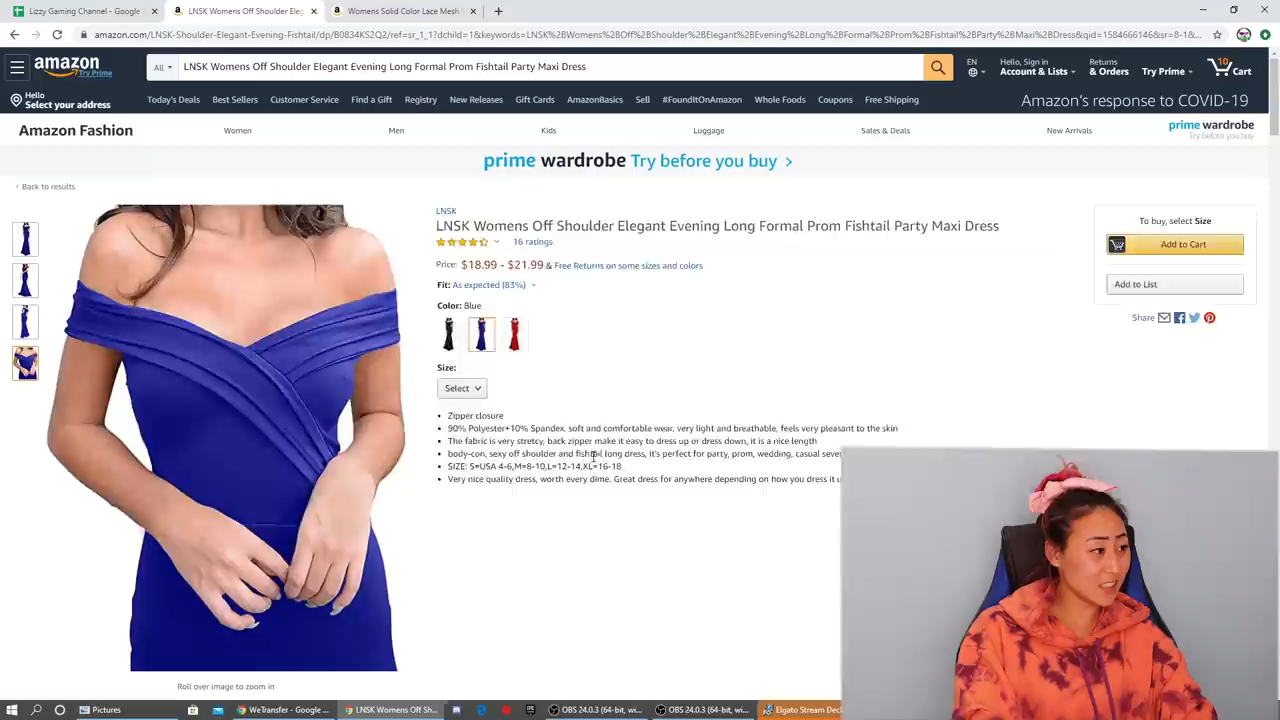 Lizzy Gaming Channel - Google
LNSK Shoulder Elegant Eveni
Womens Solid Color Lace Mesh
amazon.com/LNSK-Shoulder-Elegant-Evening-Fishtail/dp/B0834KS2Q2/ref=sr_1_1?dchild=1&keywords=LNSK%2BWomens%2BOff%2BShoulder%2BElegant%2BEvening%2BLong%2BFormal%2BProm%2BFishtail%2BParty%2BMaxi%2BDress&qid=1584666146&sr=8-1&...
amazon
Try Prime
All
LNSK Womens Off Shoulder Elegant Evening Long Formal Prom Fishtail Party Maxi Dress
EN
Hello, Sign in
Account & Lists
Returns
& Orders
Try Prime
10
Cart
Hello
Select your address
Today's Deals Best Sellers Customer Service Find a Gift Registry New Releases Gift Cards AmazonBasics Sell #FoundItOnAmazon Whole Foods Coupons Free Shipping
Amazon's response to COVID-19
Amazon Fashion
Women Men Kids Luggage Sales & Deals New Arrivals
prime wardrobe
Try before you buy
prime wardrobe Try before you buy >
‹ Back to results
LNSK
LNSK Womens Off Shoulder Elegant Evening Long Formal Prom Fishtail Party Maxi Dress
16 ratings
Price: $18.99 - $21.99 & Free Returns on some sizes and colors
Fit: As expected (83%)
Color: Blue
Size:
Select
• Zipper closure
• 90% Polyester+10% Spandex, soft and comfortable wear, very light and breathable, feels very pleasant to the skin
• The fabric is very stretcy, back zipper make it easy to dress up or dress down, it is a nice length
• body-con, sexy off shoulder and fishtail long dress, it's perfect for party, prom, wedding, casual seve
• SIZE: S=USA 4-6,M=8-10,L=12-14,XL=16-18
• Very nice quality dress, worth every dime. Great dress for anywhere depending on how you dress it u
To buy, select Size
Add to Cart
Add to List
Share
Roll over image to zoom in
Pictures
WeTransfer - Google ...
LNSK Womens Off Sh...
OBS 24.0.3 (64-bit, wi...
OBS 24.0.3 (64-bit, wi...
Elgato Stream Dec